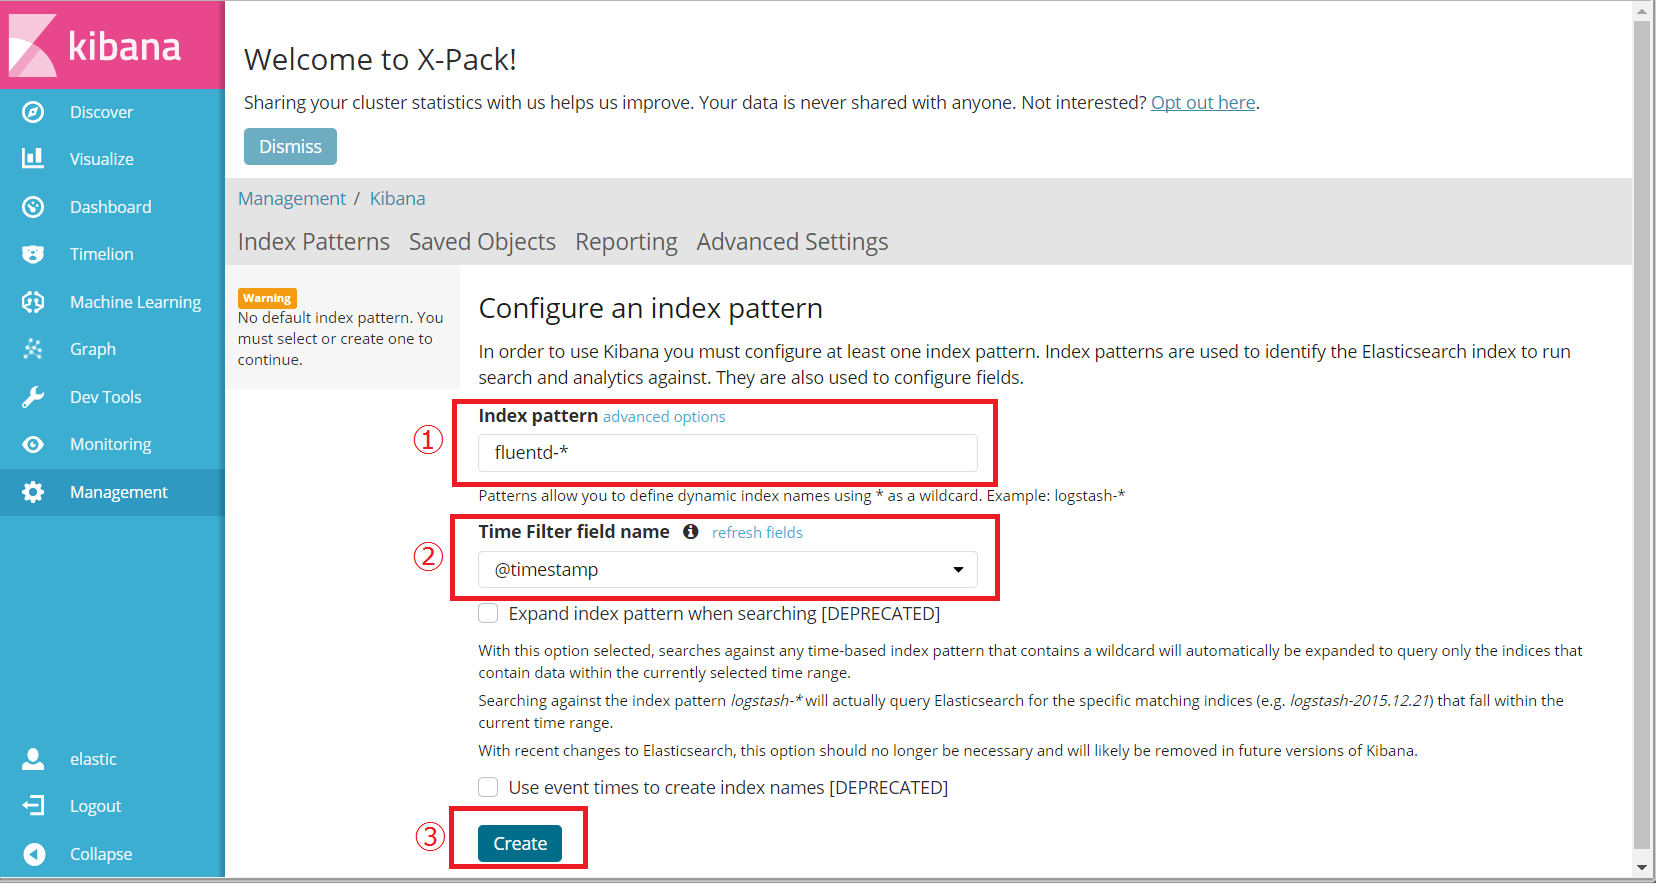 kibana
Discover
Visualize
Dashboard
Timelion
Machine Learning
Graph
Dev Tools
Monitoring
Management
elastic
Logout
Collapse
Welcome to X-Pack!
Sharing your cluster statistics with us helps us improve. Your data is never shared with anyone. Not interested? Opt out here.
Dismiss
Management / Kibana
Index Patterns Saved Objects Reporting Advanced Settings
Warning
No default index pattern. You
must select or create one to
continue.
Configure an index pattern
In order to use Kibana you must configure at least one index pattern. Index patterns are used to identify the Elasticsearch index to run
search and analytics against. They are also used to configure fields.
① Index pattern advanced options
fluentd-*
Patterns allow you to define dynamic index names using * as a wildcard. Example: logstash-*
② Time Filter field name refresh fields
@timestamp
Expand index pattern when searching [DEPRECATED]
With this option selected, searches against any time-based index pattern that contains a wildcard will automatically be expanded to query only the indices that
contain data within the currently selected time range.
Searching against the index pattern logstash-* will actually query Elasticsearch for the specific matching indices (e.g. logstash-2015.12.21) that fall within the
current time range.
With recent changes to Elasticsearch, this option should no longer be necessary and will likely be removed in future versions of Kibana.
Use event times to create index names [DEPRECATED]
③ Create